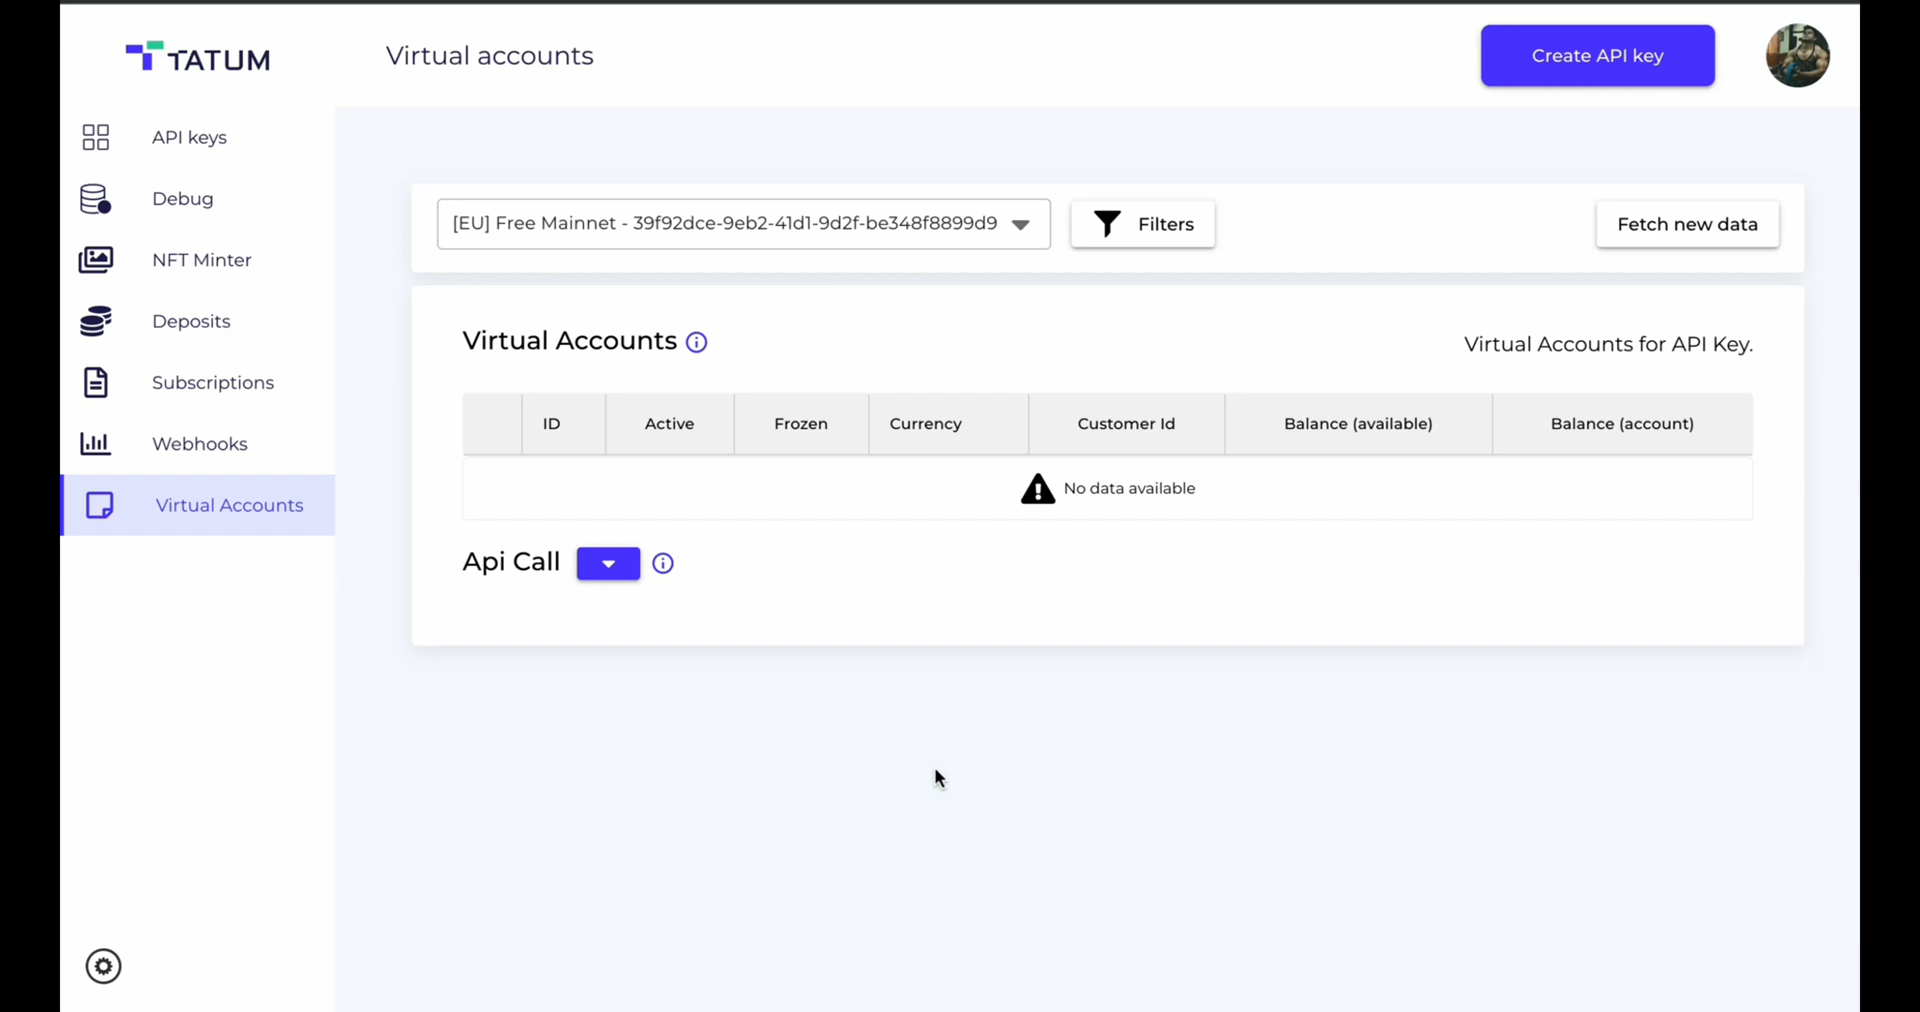 TATUM
Virtual accounts
Create API key
API keys
Debug
NFT Minter
Deposits
Subscriptions
Webhooks
Virtual Accounts
[EU] Free Mainnet - 39f92dce-9eb2-41d1-9d2f-be348f8899d9
Filters
Fetch new data
Virtual Accounts
Virtual Accounts for API Key.
ID Active Frozen Currency Customer Id Balance (available) Balance (account)
No data available
Api Call